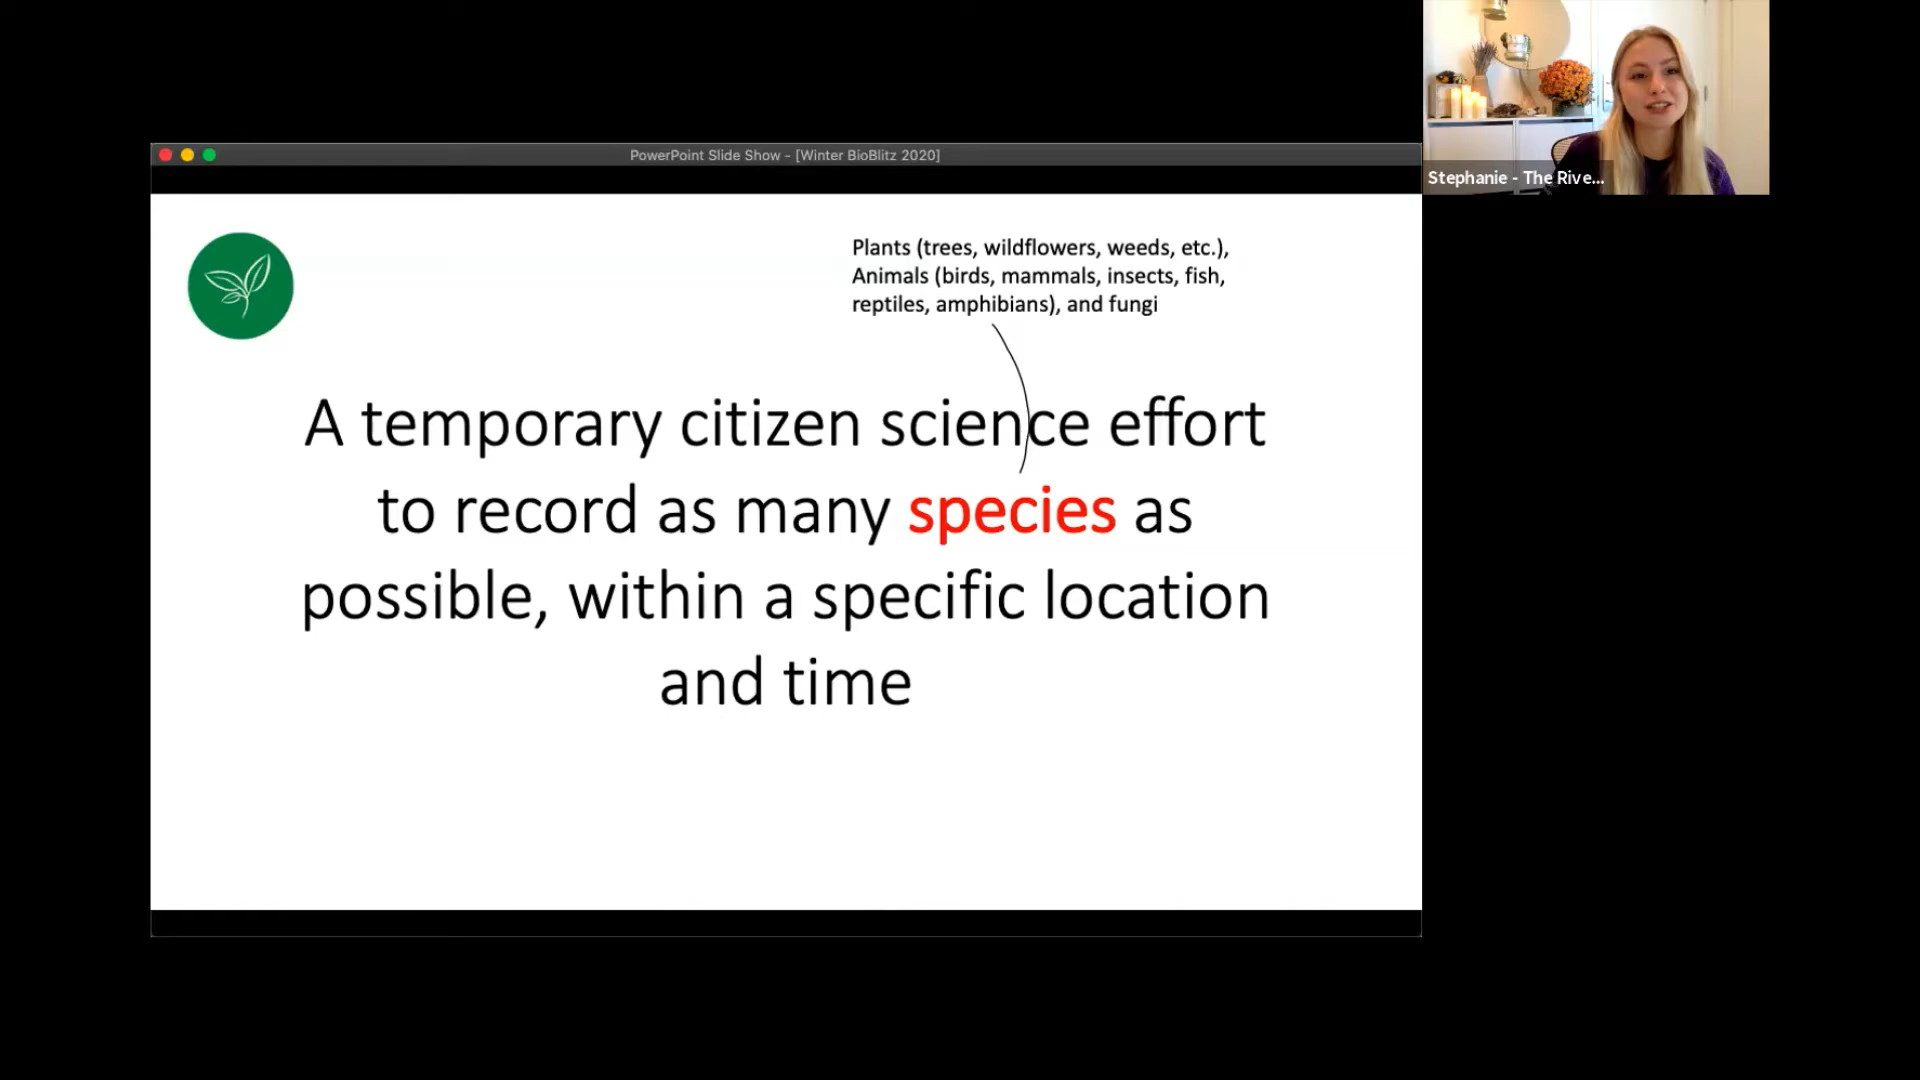 PowerPoint Slide Show - [Winter BioBlitz 2020]
Stephanie - The Rive...
Plants (trees, wildflowers, weeds, etc.),
Animals (birds, mammals, insects, fish,
reptiles, amphibians), and fungi
A temporary citizen science effort
to record as many species as
possible, within a specific location
and time